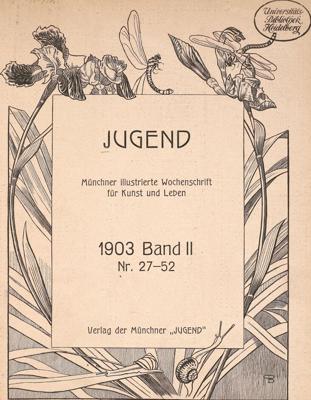 Universitäts-
Bibliothek
Heidelberg
JUGEND
Münchner illustrierte Wochenschrift
für Kunst und Leben
1903 Band II
Nr. 27–52
Verlag der Münchner „JUGEND"